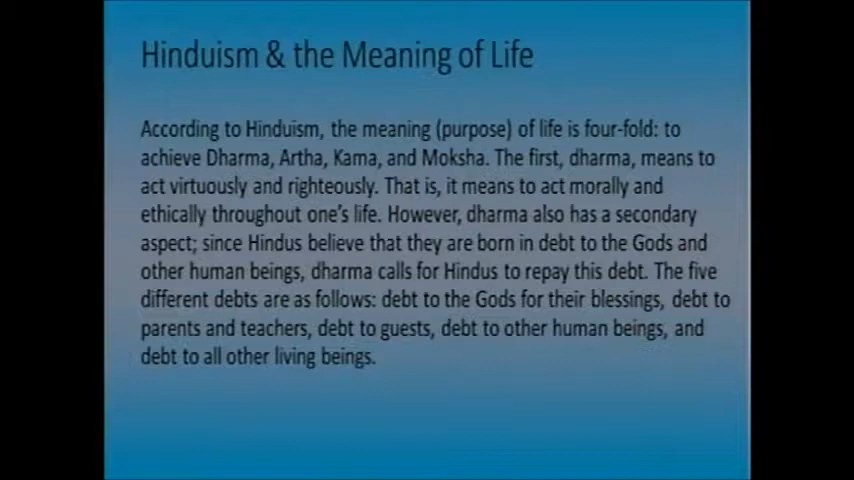 Hinduism & the Meaning of Life
According to Hinduism, the meaning (purpose) of life is four-fold: to
achieve Dharma, Artha, Kama, and Moksha. The first, dharma, means to
act virtuously and righteously. That is, it means to act morally and
ethically throughout one's life. However, dharma also has a secondary
aspect; since Hindus believe that they are born in debt to the Gods and
other human beings, dharma calls for Hindus to repay this debt. The five
different debts are as follows: debt to the Gods for their blessings, debt to
parents and teachers, debt to guests, debt to other human beings, and
debt to all other living beings.